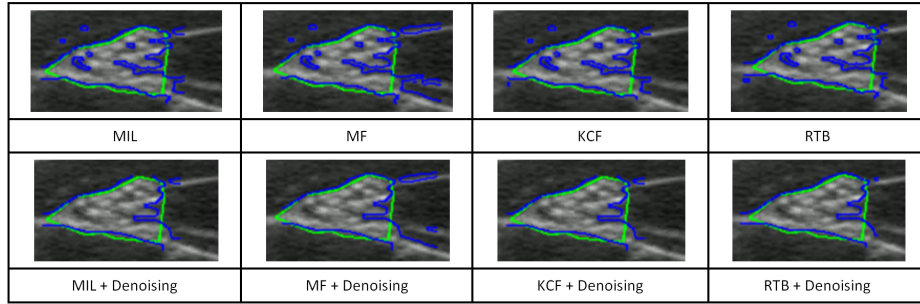 MIL MF KCF RTB
MIL + Denoising MF + Denoising KCF + Denoising RTB + Denoising